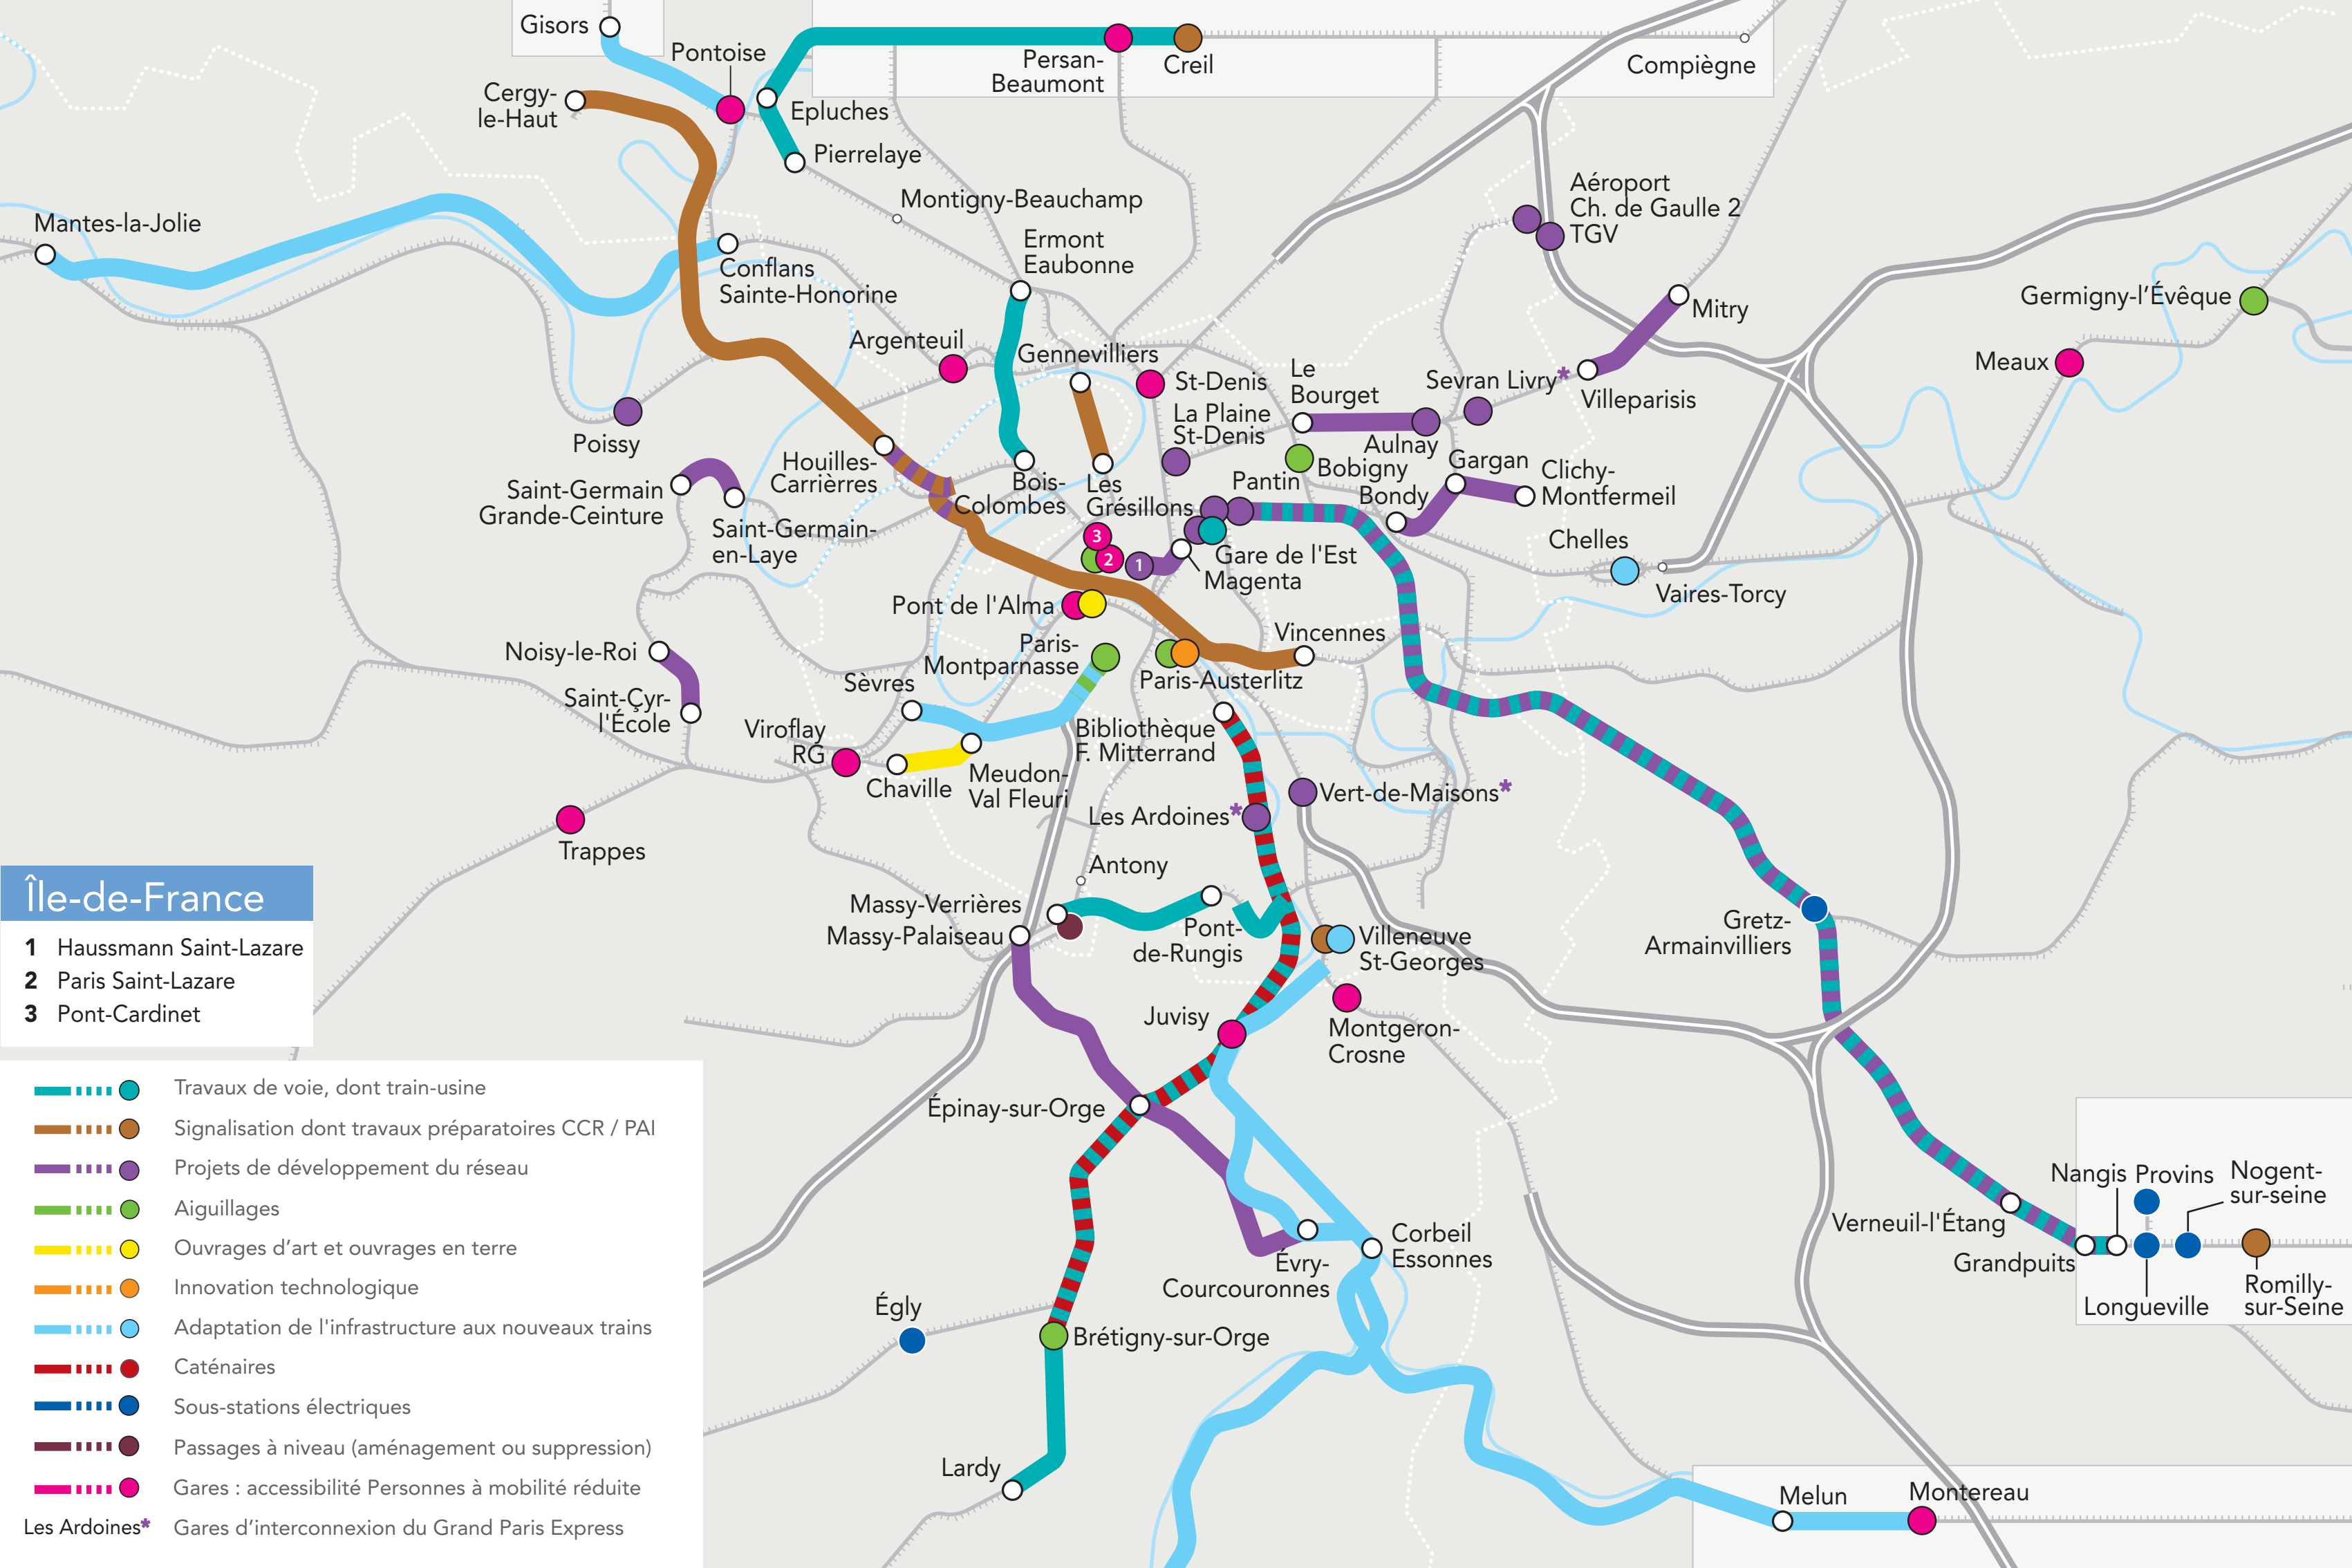 Gisors
Pontoise
Cergy-
le-Haut
Epluches
Pierrelaye
Persan-
Beaumont
Creil
Compiègne
Montigny-Beauchamp
Aéroport
Ch. de Gaulle 2
TGV
Mantes-la-Jolie
Conflans
Sainte-Honorine
Ermont
Eaubonne
Mitry
Germigny-l'Évêque
Argenteuil
Gennevilliers
St-Denis
Le
Bourget
Sevran Livry*
Villeparisis
Meaux
La Plaine
St-Denis
Aulnay
Poissy
Houilles-
Carrièrres
Bois-
Colombes
Les
Grésillons
Pantin
Bobigny
Bondy
Gargan
Clichy-
Montfermeil
Saint-Germain
Grande-Ceinture
Saint-Germain-
en-Laye
3
2
1
Gare de l'Est
Magenta
Chelles
Vaires-Torcy
Pont de l'Alma
Paris-
Montparnasse
Vincennes
Paris-Austerlitz
Noisy-le-Roi
Saint-Çyr-
l'École
Sèvres
Viroflay
RG
Chaville
Meudon-
Val Fleuri
Bibliothèque
F. Mitterrand
Vert-de-Maisons*
Les Ardoines*
Trappes
Antony
Massy-Verrières
Massy-Palaiseau
Pont-
de-Rungis
Villeneuve
St-Georges
Gretz-
Armainvilliers
Juvisy
Montgeron-
Crosne
Épinay-sur-Orge
Évry-
Courcouronnes
Corbeil
Essonnes
Verneuil-l'Étang
Grandpuits
Nangis
Provins
Nogent-
sur-seine
Longueville
Romilly-
sur-Seine
Égly
Brétigny-sur-Orge
Lardy
Melun
Montereau
Île-de-France
1 Haussmann Saint-Lazare
2 Paris Saint-Lazare
3 Pont-Cardinet
Travaux de voie, dont train-usine
Signalisation dont travaux préparatoires CCR / PAI
Projets de développement du réseau
Aiguillages
Ouvrages d'art et ouvrages en terre
Innovation technologique
Adaptation de l'infrastructure aux nouveaux trains
Caténaires
Sous-stations électriques
Passages à niveau (aménagement ou suppression)
Gares : accessibilité Personnes à mobilité réduite
Les Ardoines* Gares d'interconnexion du Grand Paris Express